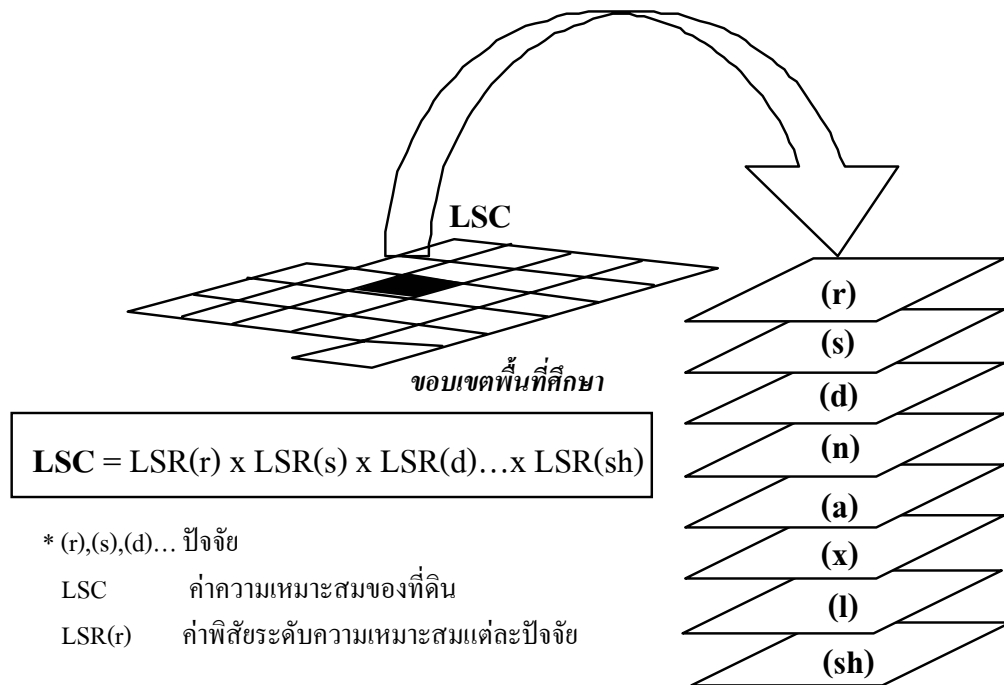 LSC
(r)
(s)
ขอบเขตพื้นที่ศึกษา
(d)
LSC = LSR(r) x LSR(s) x LSR(d)…x LSR(sh)
(n)
(a)
* (r),(s),(d)… ปัจจัย
(x)
LSC ค่าความเหมาะสมของที่ดิน
(l)
LSR(r) ค่าพิสัยระดับความเหมาะสมแต่ละปัจจัย
(sh)